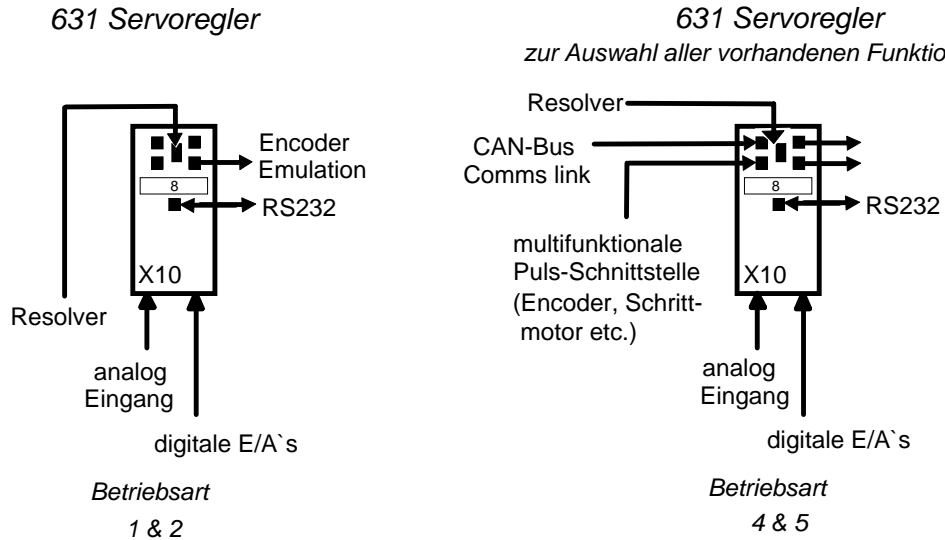 631 Servoregler
Encoder
Emulation
8
RS232
X10
Resolver
analog
Eingang
digitale E/A`s
Betriebsart
1 & 2
631 Servoregler
zur Auswahl aller vorhandenen Funktio
Resolver
CAN-Bus
Comms link
8
RS232
multifunktionale
Puls-Schnittstelle
(Encoder, Schritt-
motor etc.)
X10
analog
Eingang
digitale E/A`s
Betriebsart
4 & 5